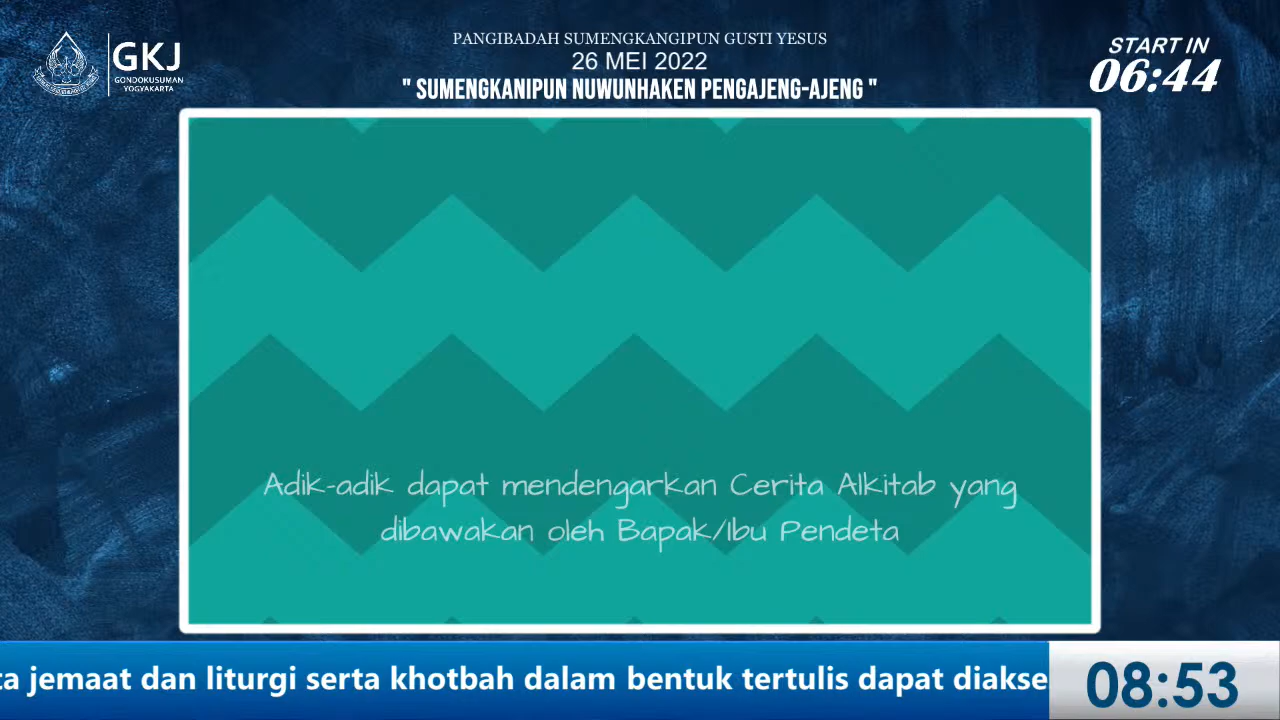 GKJ
GONDOKUSUMAN
YOGYAKARTA
PANGIBADAH SUMENGKANGIPUN GUSTI YESUS
26 MEI 2022
" SUMENGKANIPUN NUWUNHAKEN PENGAJENG-AJENG "
START IN
06:44
Adik-adik dapat mendengarkan Cerita Alkitab yang
dibawakan oleh Bapak/Ibu Pendeta
ta jemaat dan liturgi serta khotbah dalam bentuk tertulis dapat diakse
08:53